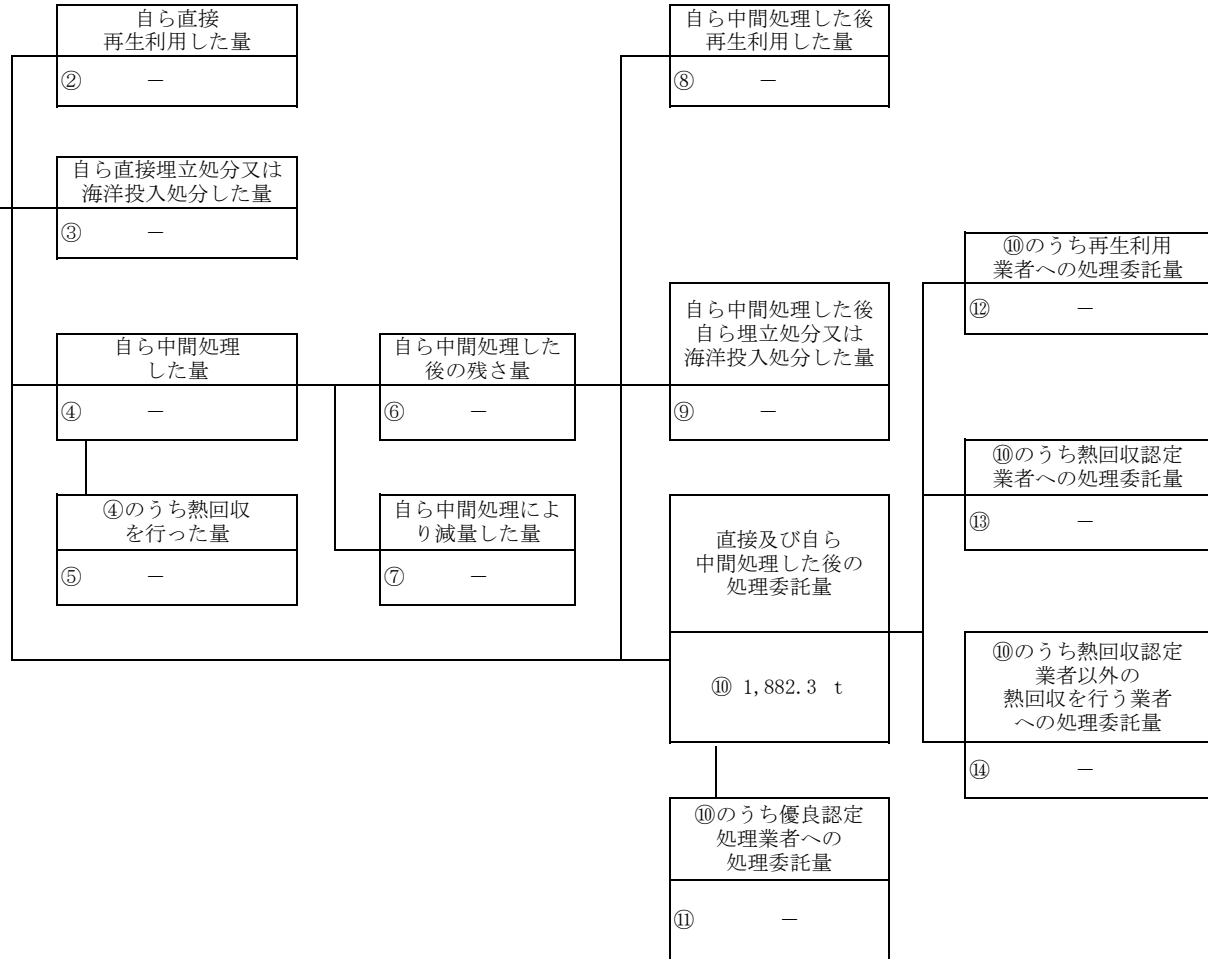 自ら直接
再生利用した量
② －
自ら中間処理した後
再生利用した量
⑧ －
自ら直接埋立処分又は
海洋投入処分した量
③ －
⑩のうち再生利用
業者への処理委託量
⑫ －
自ら中間処理
した量
④ －
自ら中間処理した
後の残さ量
⑥ －
自ら中間処理した後
自ら埋立処分又は
海洋投入処分した量
⑨ －
⑩のうち熱回収認定
業者への処理委託量
⑬ －
④のうち熱回収
を行った量
⑤ －
自ら中間処理によ
り減量した量
⑦ －
直接及び自ら
中間処理した後の
処理委託量
⑩ 1,882.3 t
⑩のうち熱回収認定
業者以外の
熱回収を行う業者
への処理委託量
⑭ －
⑩のうち優良認定
処理業者への
処理委託量
⑪ －